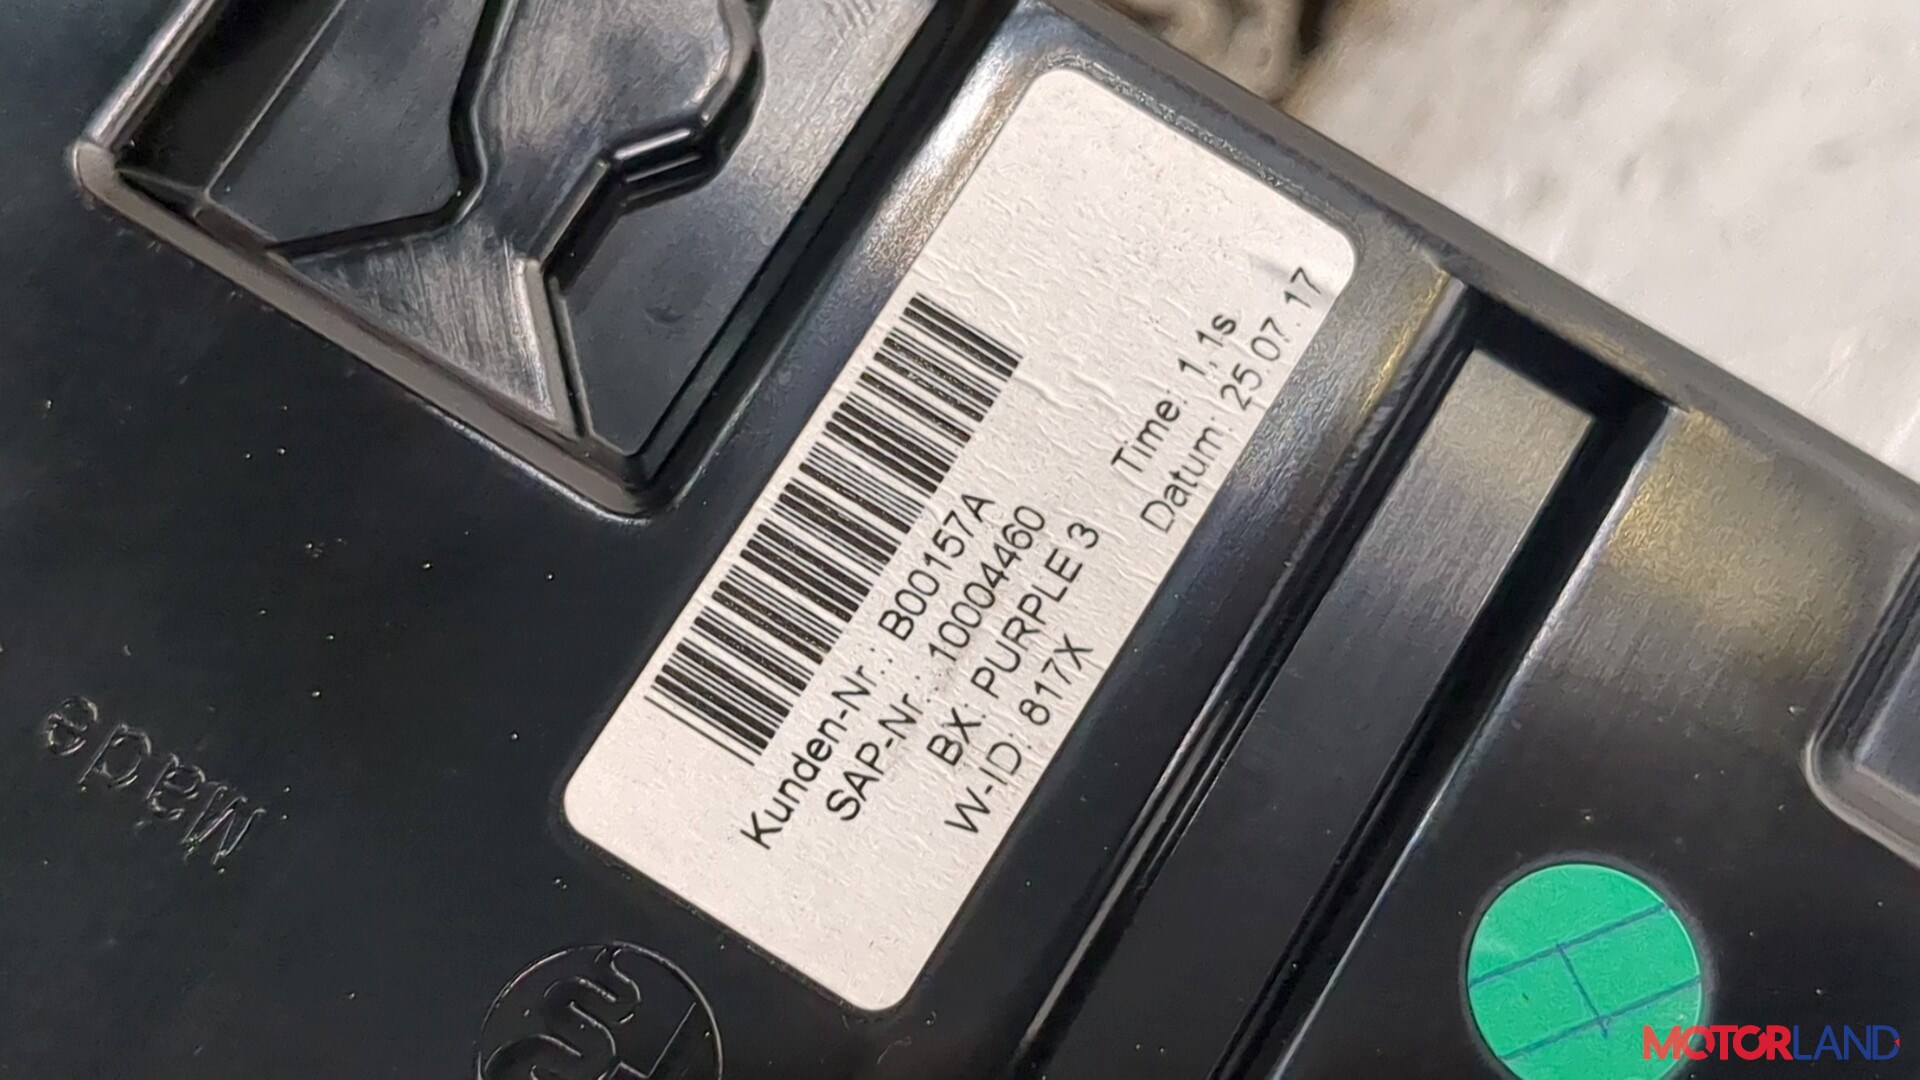 Kunden-Nr.: B00157A
SAP-Nr.: 10004460
BX: PURPLE 3
W-ID: 817X
Time: 1,1s
Datum: 25.07.17
Made
MOTORLAND